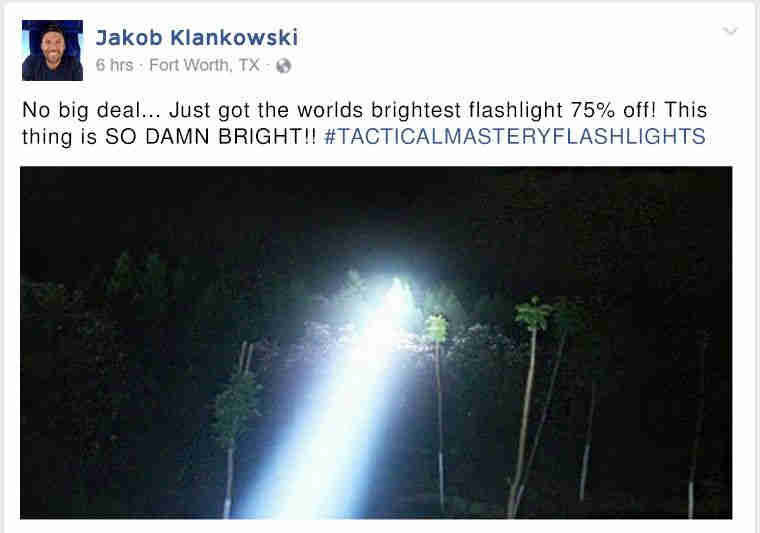 Jakob Klankowski
6 hrs · Fort Worth, TX ·
No big deal... Just got the worlds brightest flashlight 75% off! This
thing is SO DAMN BRIGHT!! #TACTICALMASTERYFLASHLIGHTS